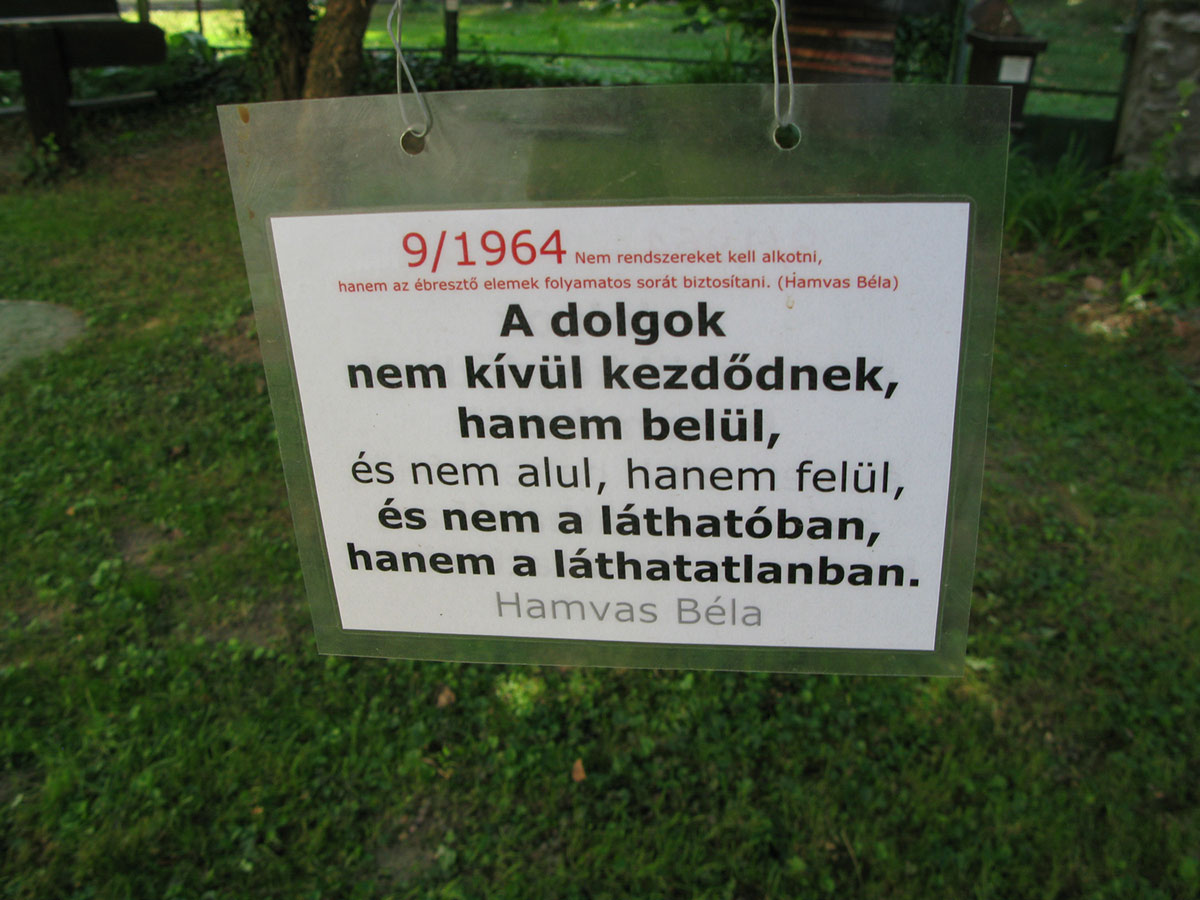 9/1964 Nem rendszereket kell alkotni,
hanem az ébresztő elemek folyamatos sorát biztosítani. (Hamvas Béla)
A dolgok
nem kívül kezdődnek,
hanem belül,
és nem alul, hanem felül,
és nem a láthatóban,
hanem a láthatatlanban.
Hamvas Béla